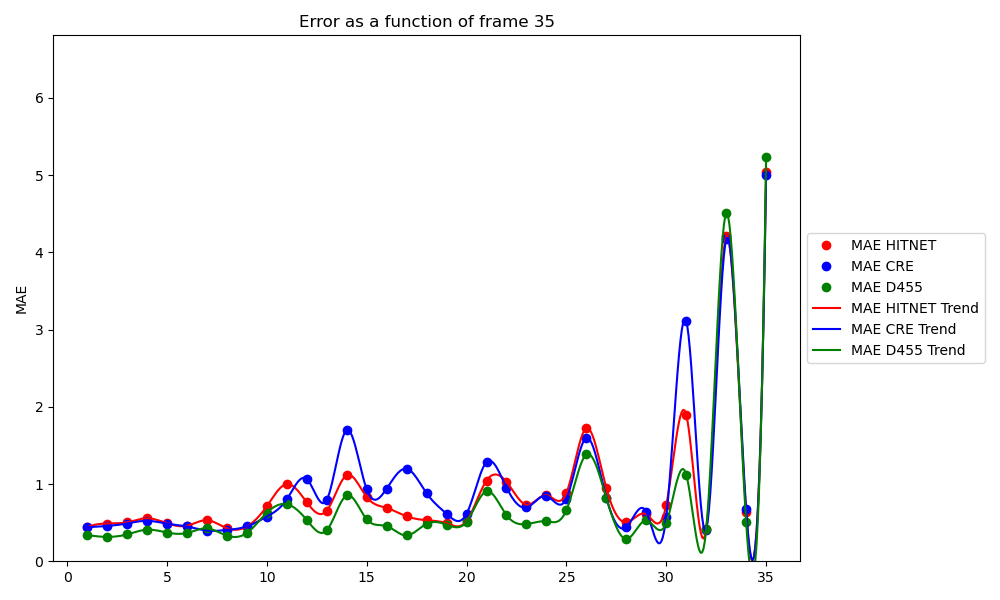 Error as a function of frame 35
6
5
4
3
2
1
0
MAE
0 5 10 15 20 25 30 35
MAE HITNET
MAE CRE
MAE D455
MAE HITNET Trend
MAE CRE Trend
MAE D455 Trend